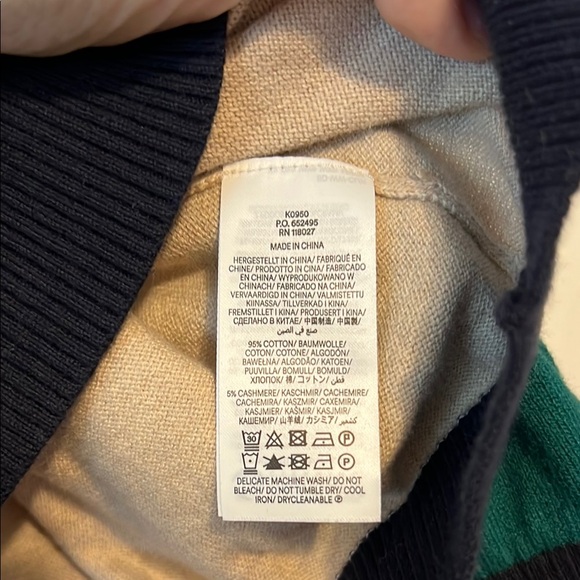 K0950
P.O. 652495
RN 118027
MADE IN CHINA
HERGESTELLT IN CHINA/ FABRIQUÉ EN
CHINE/ PRODOTTO IN CINA/ FABRICADO
EN CHINA/ WYPRODUKOWANO W
CHINACH/ FABRICADO NA CHINA/
VERVAARDIGD IN CHINA/ VALMISTETTU
KIINASSA/ TILLVERKAD I KINA/
FREMSTILLET I KINA/ PRODUSERT I KINA/
СДЕЛАНО В КИТАЕ/ 中国制造/ 中国製/
صنع في الصين
95% COTTON/ BAUMWOLLE/
COTON/ COTONE/ ALGODÓN/
BAWEŁNA/ ALGODÃO/ KATOEN/
PUUVILLA/ BOMULL/ BOMULD/
ХЛОПОК/ 棉/ コットン/ قطن
5% CASHMERE/ KASCHMIR/ CACHEMIRE/
CACHEMIRA/ KASZMIR/ CAXEMIRA/
KASJMIER/ KAŠMIR/ KASJMIR/
КАШЕМИР/ 山羊绒/ カシミア/ كشمير
30 P
P
DELICATE MACHINE WASH/ DO NOT
BLEACH/ DO NOT TUMBLE DRY/ COOL
IRON/ DRYCLEANABLE